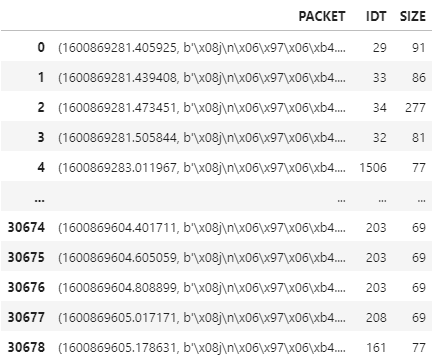 PACKET IDT SIZE
0 (1600869281.405925, b'\x08j\n\x06\x97\x06\xb4.... 29 91
1 (1600869281.439408, b'\x08j\n\x06\x97\x06\xb4.... 33 86
2 (1600869281.473451, b'\x08j\n\x06\x97\x06\xb4.... 34 277
3 (1600869281.505844, b'\x08j\n\x06\x97\x06\xb4.... 32 81
4 (1600869283.011967, b'\x08j\n\x06\x97\x06\xb4.... 1506 77
... ... ... ...
30674 (1600869604.401711, b'\x08j\n\x06\x97\x06\xb4.... 203 69
30675 (1600869604.605059, b'\x08j\n\x06\x97\x06\xb4.... 203 69
30676 (1600869604.808899, b'\x08j\n\x06\x97\x06\xb4.... 203 69
30677 (1600869605.017171, b'\x08j\n\x06\x97\x06\xb4.... 208 69
30678 (1600869605.178631, b'\x08j\n\x06\x97\x06\xb4.... 161 77